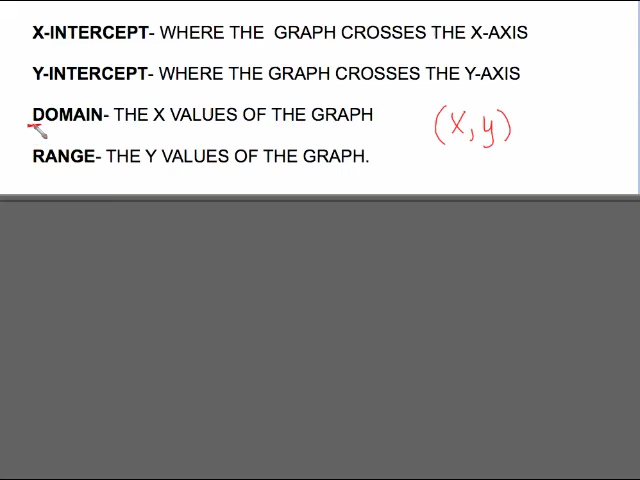 X-INTERCEPT- WHERE THE GRAPH CROSSES THE X-AXIS
Y-INTERCEPT- WHERE THE GRAPH CROSSES THE Y-AXIS
DOMAIN- THE X VALUES OF THE GRAPH
(x, y)
RANGE- THE Y VALUES OF THE GRAPH.